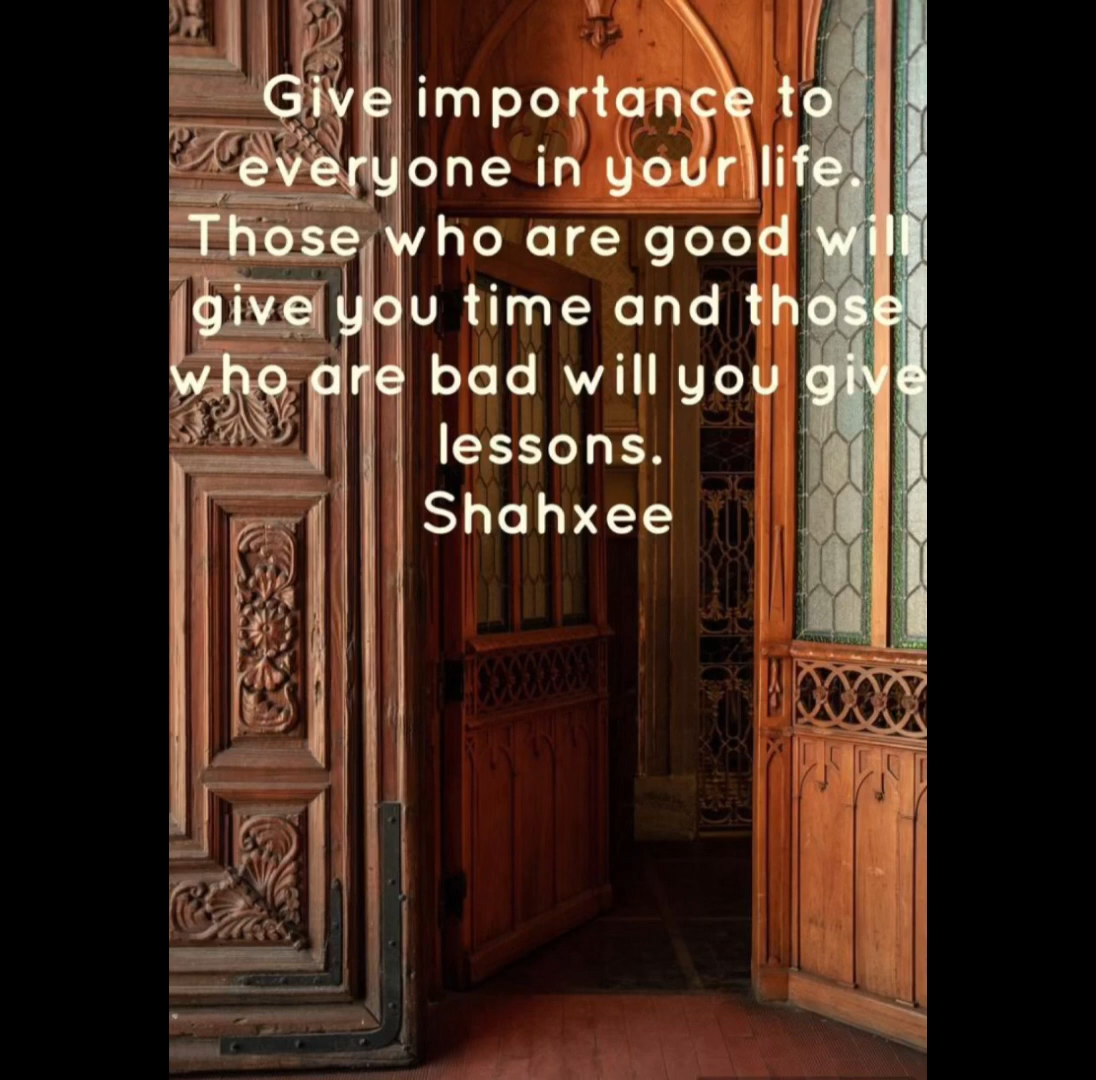 Give importance to
everyone in your life.
Those who are good will
give you time and those
who are bad will you give
lessons.
Shahxee